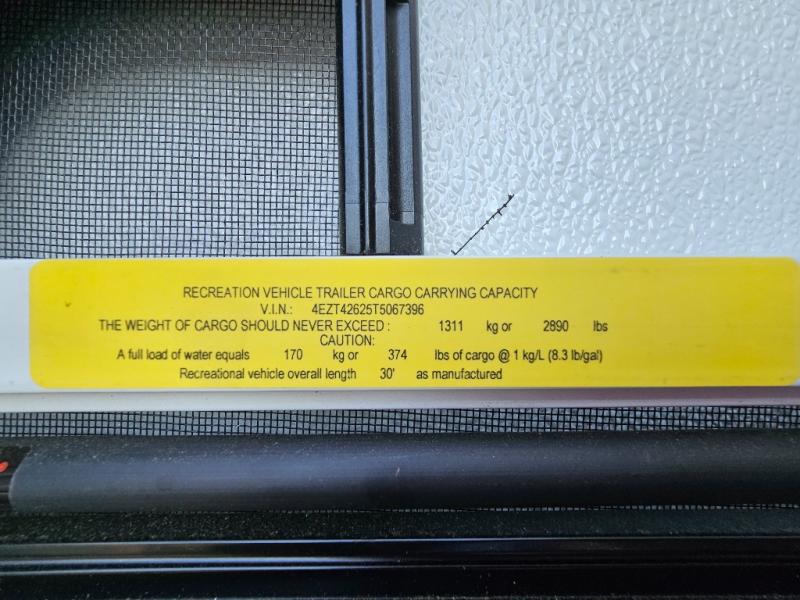 RECREATION VEHICLE TRAILER CARGO CARRYING CAPACITY
V.I.N.: 4EZT42625T5067396
THE WEIGHT OF CARGO SHOULD NEVER EXCEED : 1311 kg or 2890 lbs
CAUTION:
A full load of water equals 170 kg or 374 lbs of cargo @ 1 kg/L (8.3 lb/gal)
Recreational vehicle overall length 30' as manufactured